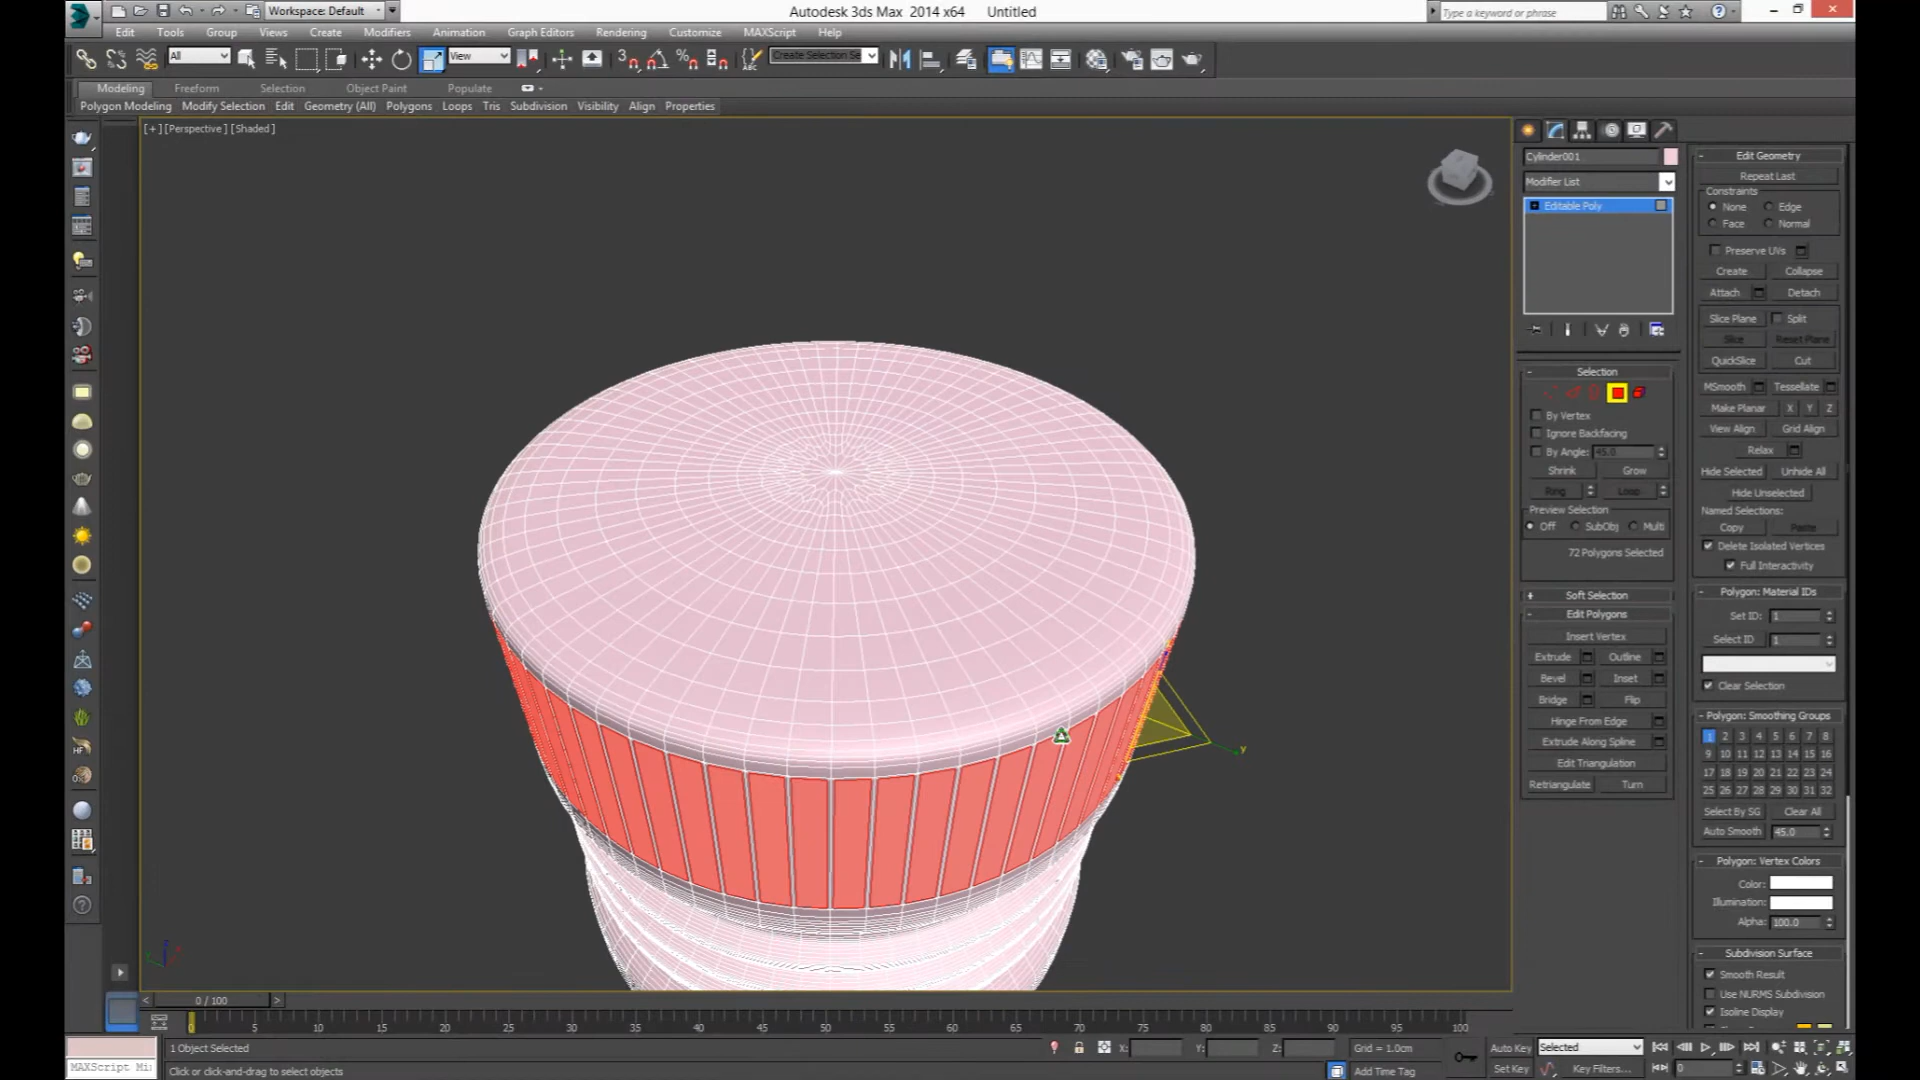 Workspace: Default
Autodesk 3ds Max 2014 x64 Untitled
Type a keyword or phrase
Edit Tools Group Views Create Modifiers Animation Graph Editors Rendering Customize MAXScript Help
All View Create Selection Se
Modeling Freeform Selection Object Paint Populate
Polygon Modeling Modify Selection Edit Geometry (All) Polygons Loops Tris Subdivision Visibility Align Properties
[+] [Perspective] [Shaded]
Cylinder001
Modifier List
Editable Poly
Selection
By Vertex
Ignore Backfacing
By Angle: 45.0
Shrink Grow
Ring Loop
Preview Selection
Off SubObj Multi
72 Polygons Selected
Soft Selection
Edit Polygons
Insert Vertex
Extrude Outline
Bevel Inset
Bridge Flip
Hinge From Edge
Extrude Along Spline
Edit Triangulation
Retriangulate Turn
Edit Geometry
Repeat Last
Constraints
None Edge
Face Normal
Preserve UVs
Create Collapse
Attach Detach
Slice Plane Split
Slice Reset Plane
QuickSlice Cut
MSmooth Tessellate
Make Planar X Y Z
View Align Grid Align
Relax
Hide Selected Unhide All
Hide Unselected
Named Selections:
Copy Paste
Delete Isolated Vertices
Full Interactivity
Polygon: Material IDs
Set ID: 1
Select ID 1
Clear Selection
Polygon: Smoothing Groups
1 2 3 4 5 6 7 8
9 10 11 12 13 14 15 16
17 18 19 20 21 22 23 24
25 26 27 28 29 30 31 32
Select By SG Clear All
Auto Smooth 45.0
Polygon: Vertex Colors
Color:
Illumination:
Alpha: 100.0
Subdivision Surface
Smooth Result
Use NURMS Subdivision
Isoline Display
y
0 / 100
0 5 10 15 20 25 30 35 40 45 50 55 60 65 70 75 80 85 90 95 100
1 Object Selected
X: Y: Z: Grid = 1.0cm
Auto Key Selected
MAXScript Mi
Click or click-and-drag to select objects
Add Time Tag
Set Key Key Filters... 0